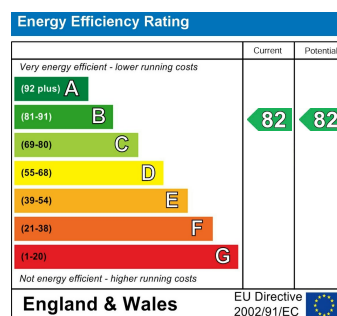 Energy Efficiency Rating
Current Potential
Very energy efficient - lower running costs
(92 plus) A
(81-91) B
82 82
(69-80) C
(55-68) D
(39-54) E
(21-38) F
(1-20) G
Not energy efficient - higher running costs
England & Wales
EU Directive
2002/91/EC